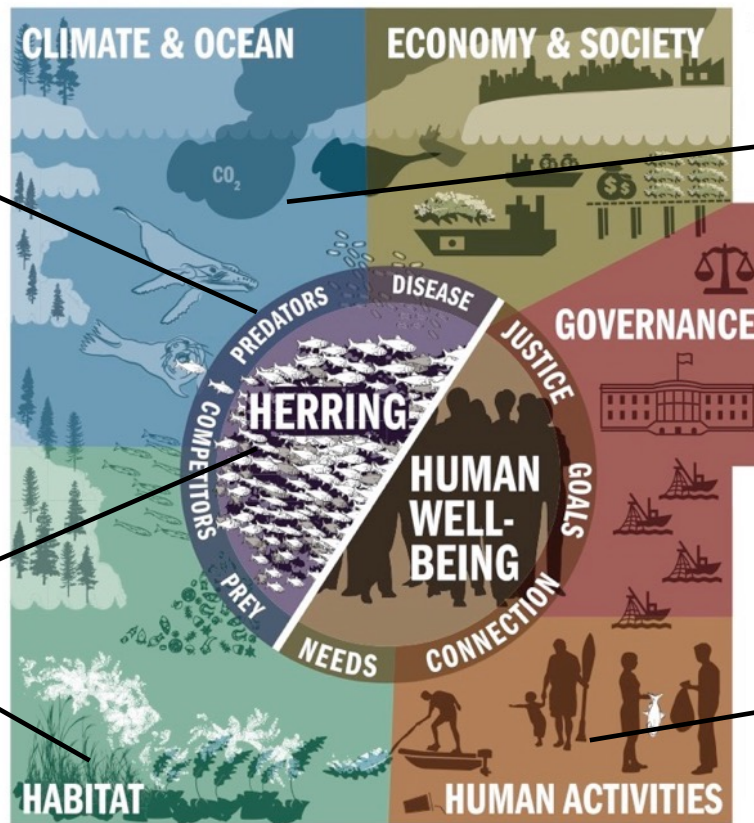 CLIMATE & OCEAN
ECONOMY & SOCIETY
CO2
$$
PREDATORS
DISEASE
JUSTICE
GOVERNANCE
COMPETITORS
HERRING
HUMAN
WELL-
BEING
GOALS
PREY
NEEDS
CONNECTION
HABITAT
HUMAN ACTIVITIES